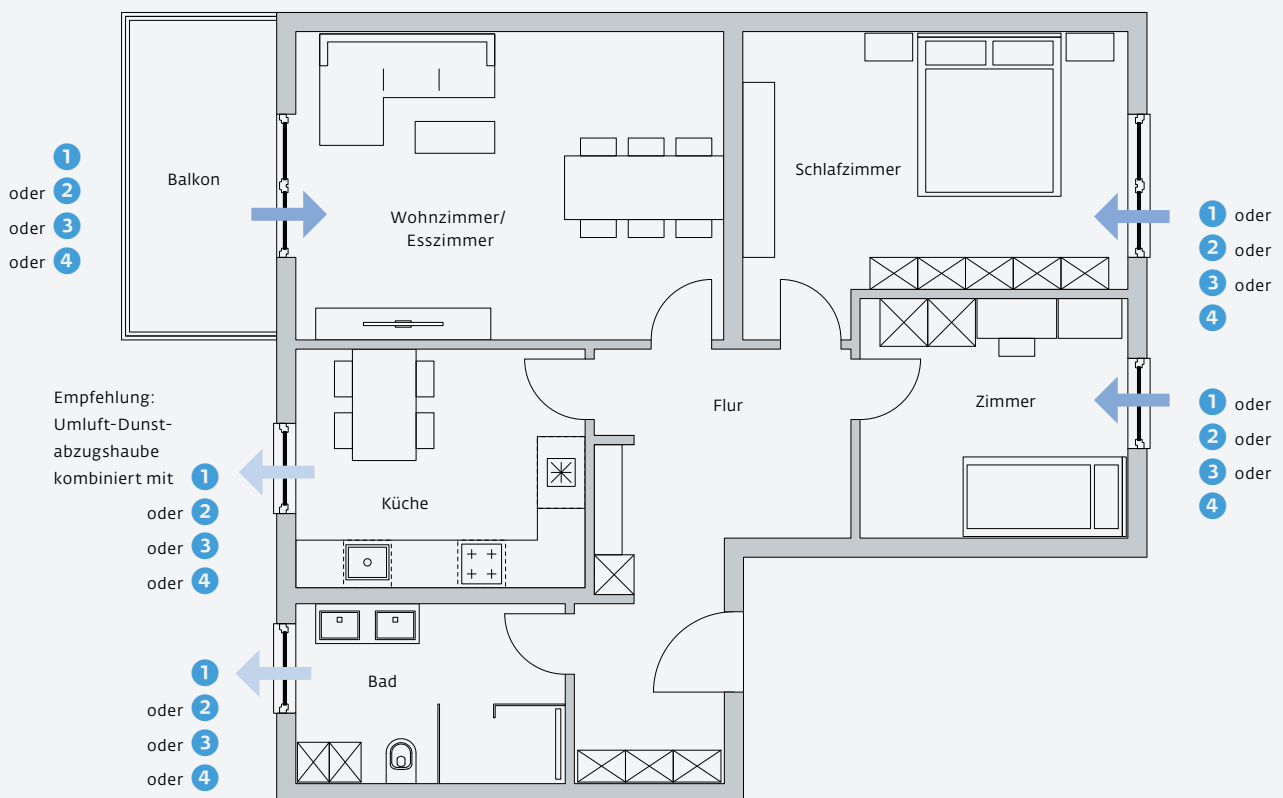 Balkon
1
oder 2
oder 3
oder 4
Wohnzimmer/
Esszimmer
Schlafzimmer
1 oder
2 oder
3 oder
4
Empfehlung:
Umluft-Dunst-
abzugshaube
kombiniert mit 1
oder 2
oder 3
oder 4
Küche
Flur
Zimmer
1 oder
2 oder
3 oder
4
1
oder 2
oder 3
oder 4
Bad